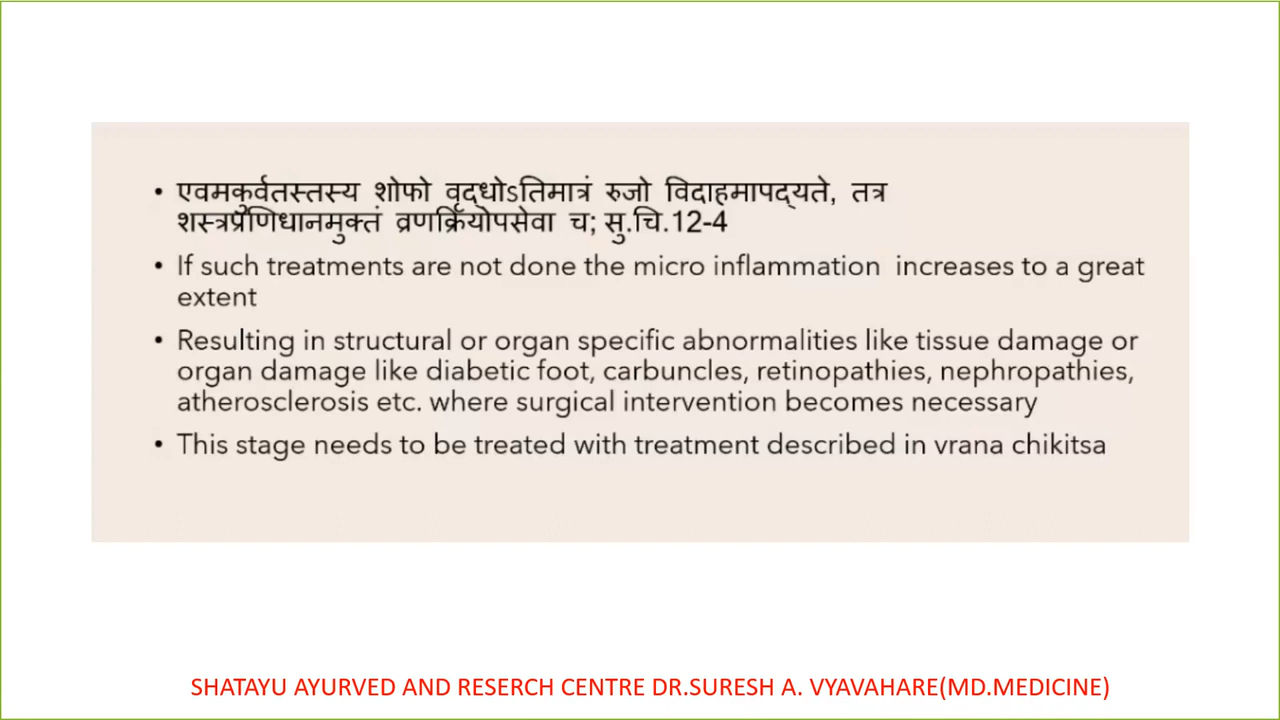 • एवमकुर्वतस्तस्य शोफो वृद्धोऽतिमात्रं रुजो विदाहमापद्यते, तत्र
शस्त्रप्रणिधानमुक्तं व्रणक्रियोपसेवा च; सु.चि.12-4
• If such treatments are not done the micro inflammation increases to a great
extent
• Resulting in structural or organ specific abnormalities like tissue damage or
organ damage like diabetic foot, carbuncles, retinopathies, nephropathies,
atherosclerosis etc. where surgical intervention becomes necessary
• This stage needs to be treated with treatment described in vrana chikitsa
SHATAYU AYURVED AND RESERCH CENTRE DR.SURESH A. VYAVAHARE(MD.MEDICINE)